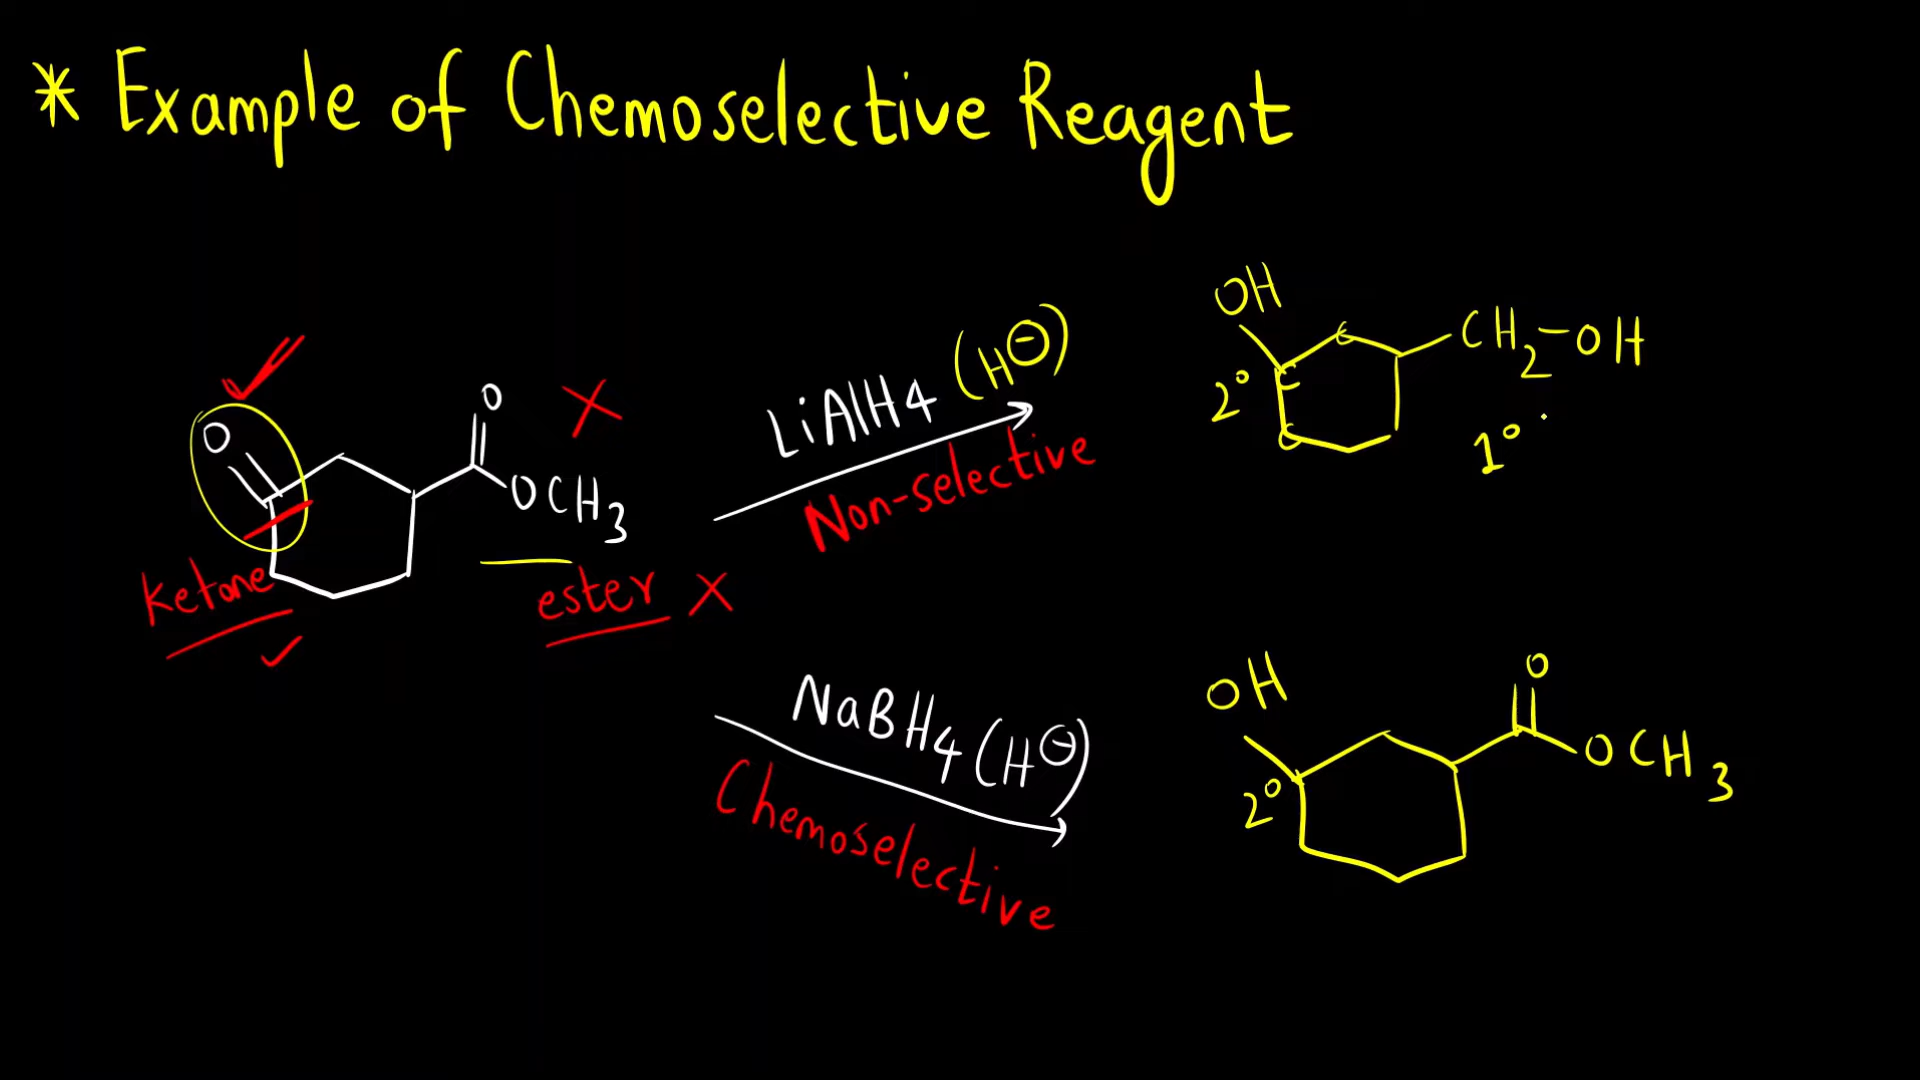 * Example of Chemoselective Reagent
O
O
OCH3
Ketone
ester
LiAlH4 (H⊖)
Non-selective
OH
2°
C
C
C
CH2-OH
1°
NaBH4 (H⊖)
Chemoselective
OH
2°
O
OCH3